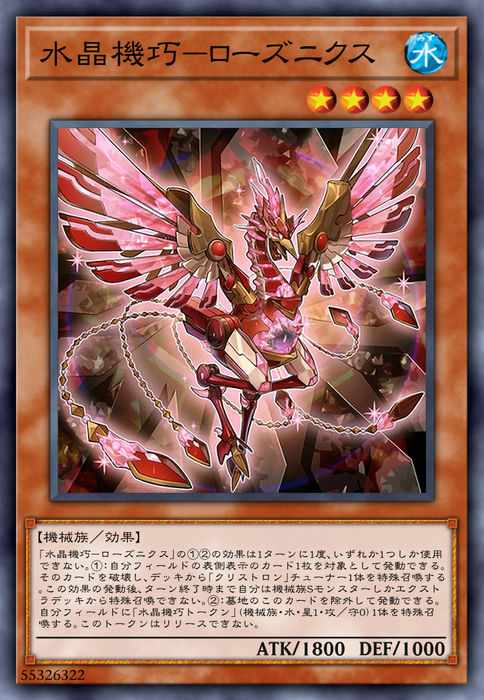 水晶機巧－ローズニクス
みず
水
【機械族／効果】
「水晶機巧－ローズニクス」の①②の効果は1ターンに1度、いずれか1つしか使用
できない。①：自分フィールドの表側表示のカード1枚を対象として発動できる。
そのカードを破壊し、デッキから「クリストロン」チューナー1体を特殊召喚する
。この効果の発動後、ターン終了時まで自分は機械族Sモンスターしかエクスト
ラデッキから特殊召喚できない。②：墓地のこのカードを除外して発動できる。
自分フィールドに「水晶機巧トークン」（機械族・水・星1・攻／守0）1体を特殊召喚
する。このトークンはリリースできない。
ATK/1800 DEF/1000
55326322